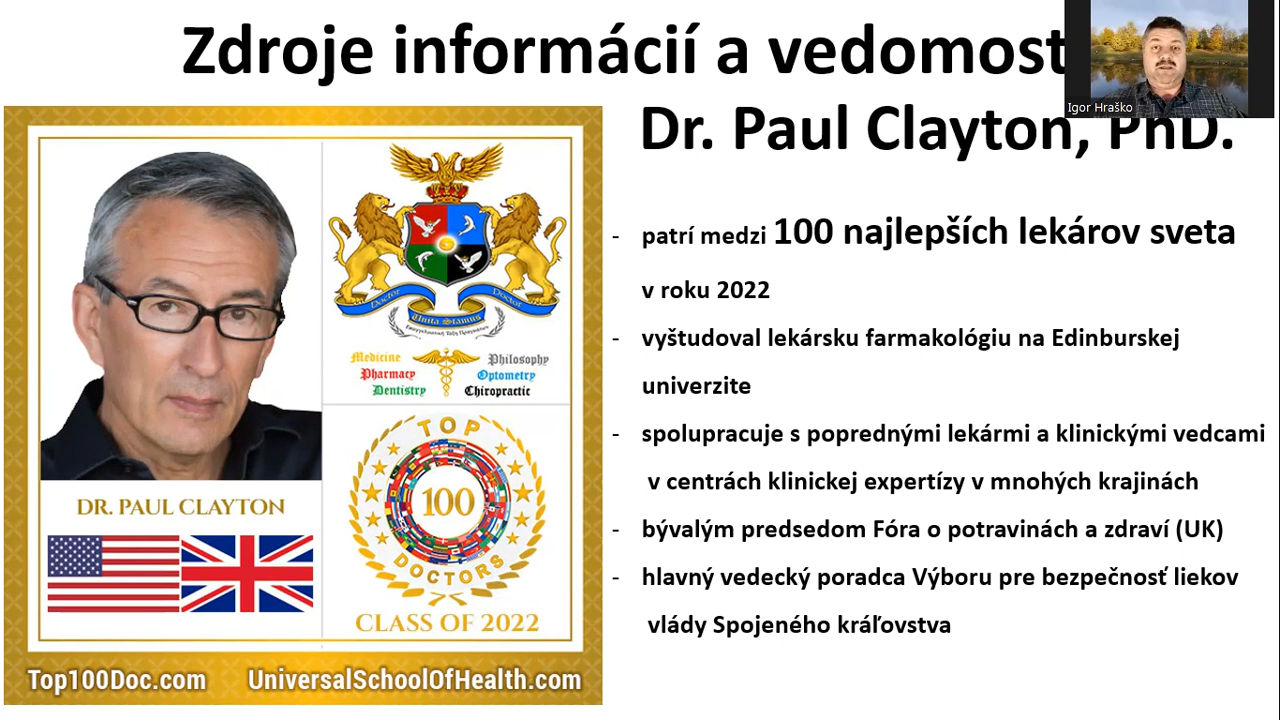 Zdroje informácií a vedomost
Igor Hraško
Dr. Paul Clayton, PhD.
- patrí medzi 100 najlepších lekárov sveta
v roku 2022
- vyštudoval lekársku farmakológiu na Edinburskej
univerzite
- spolupracuje s poprednými lekármi a klinickými vedcami
v centrách klinickej expertízy v mnohých krajinách
- bývalým predsedom Fóra o potravinách a zdraví (UK)
- hlavný vedecký poradca Výboru pre bezpečnosť liekov
vlády Spojeného kráľovstva
Doctor Doctor
Unita Stamus
Medicine Philosophy
Pharmacy Optometry
Dentistry Chiropractic
DR. PAUL CLAYTON
TOP
100
DOCTORS
CLASS OF 2022
Top100Doc.com UniversalSchoolOfHealth.com